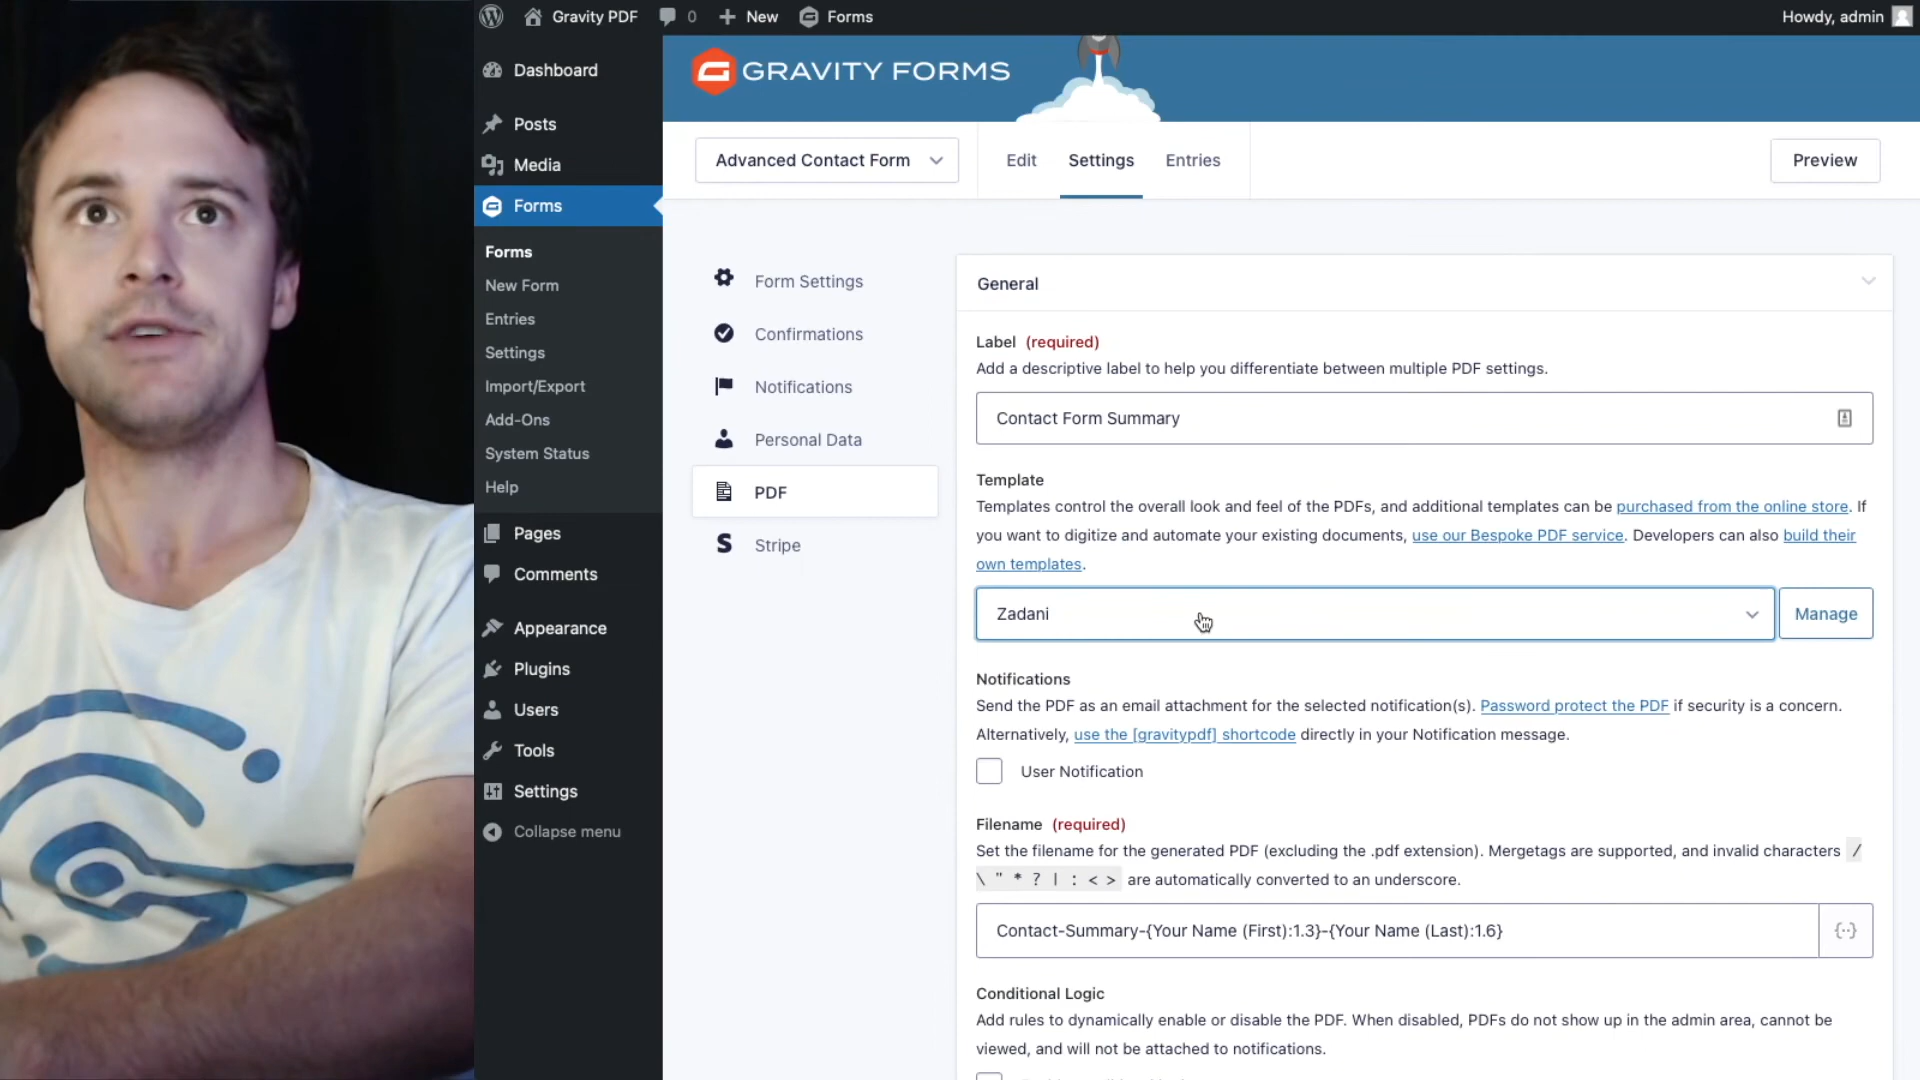 Gravity PDF 0 New Forms Howdy, admin
Dashboard
Posts
Media
Forms
Forms
New Form
Entries
Settings
Import/Export
Add-Ons
System Status
Help
Pages
Comments
Appearance
Plugins
Users
Tools
Settings
Collapse menu
GRAVITY FORMS
Advanced Contact Form Edit Settings Entries Preview
Form Settings
Confirmations
Notifications
Personal Data
PDF
Stripe
General
Label (required)
Add a descriptive label to help you differentiate between multiple PDF settings.
Contact Form Summary
Template
Templates control the overall look and feel of the PDFs, and additional templates can be purchased from the online store. If
you want to digitize and automate your existing documents, use our Bespoke PDF service. Developers can also build their
own templates.
Zadani Manage
Notifications
Send the PDF as an email attachment for the selected notification(s). Password protect the PDF if security is a concern.
Alternatively, use the [gravitypdf] shortcode directly in your Notification message.
User Notification
Filename (required)
Set the filename for the generated PDF (excluding the .pdf extension). Mergetags are supported, and invalid characters /
\ " * ? | : < > are automatically converted to an underscore.
Contact-Summary-{Your Name (First):1.3}-{Your Name (Last):1.6} {··}
Conditional Logic
Add rules to dynamically enable or disable the PDF. When disabled, PDFs do not show up in the admin area, cannot be
viewed, and will not be attached to notifications.